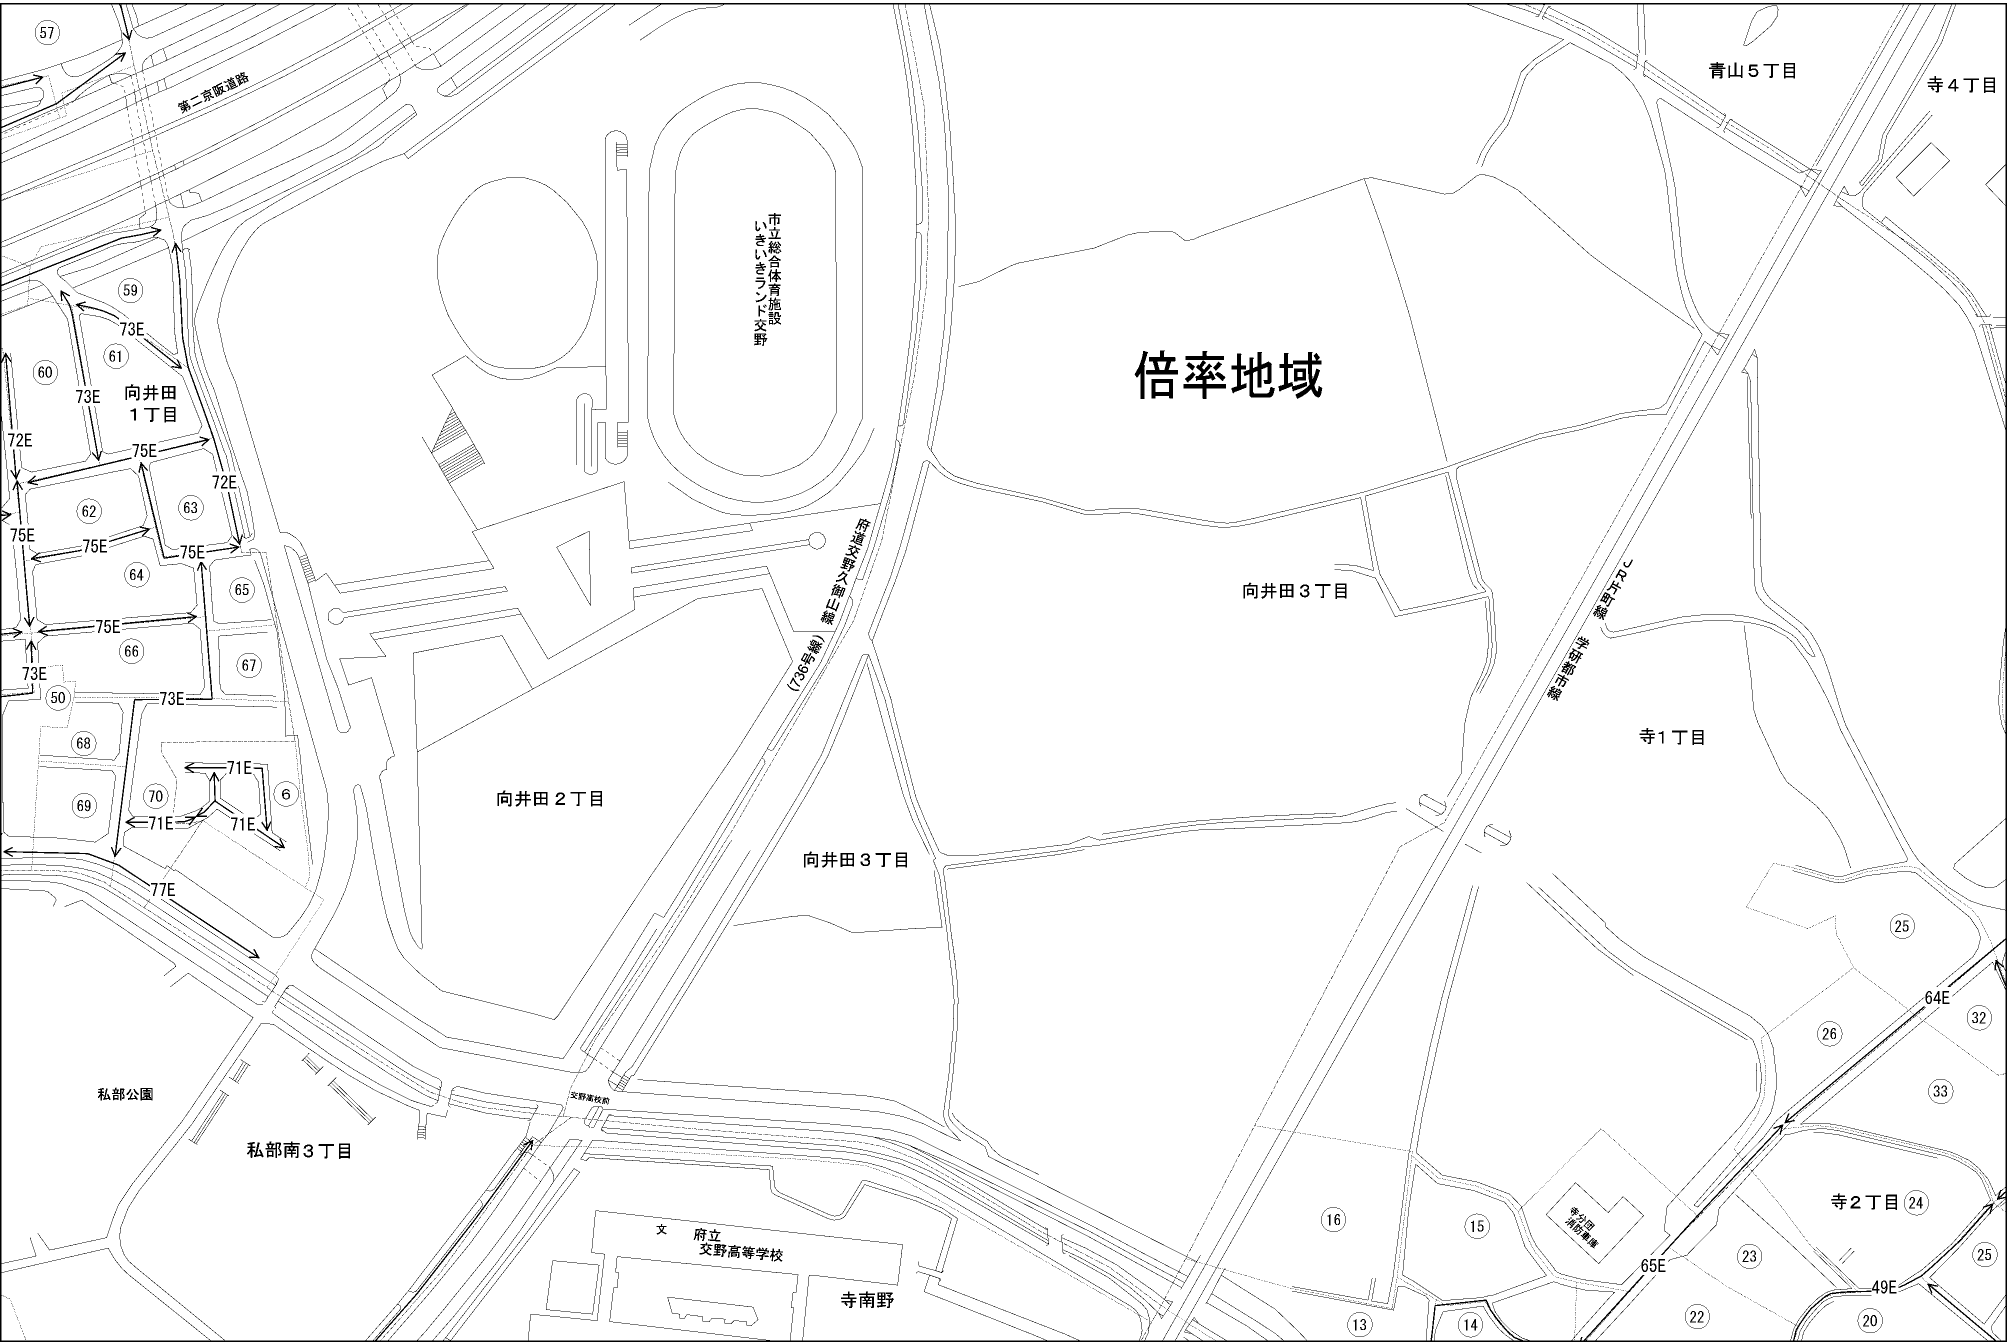 57
第二京阪道路
青山５丁目
寺４丁目
市立総合体育施設
いきいきランド交野
59
73E
61
60
73E
向井田
１丁目
倍率地域
72E
75E
72E
62
63
75E
75E
75E
府道交野久御山線
(736号線)
64
65
向井田３丁目
ＪＲ片町線　学研都市線
75E
66
67
73E
50
73E
68
寺１丁目
71E
70
6
69
71E
71E
向井田２丁目
向井田３丁目
77E
25
64E
32
26
33
私部公園
交野高校前
私部南３丁目
寺２丁目
24
16
15
寺分団
消防車庫
文
府立
交野高等学校
23
25
65E
49E
寺南野
13
14
22
20